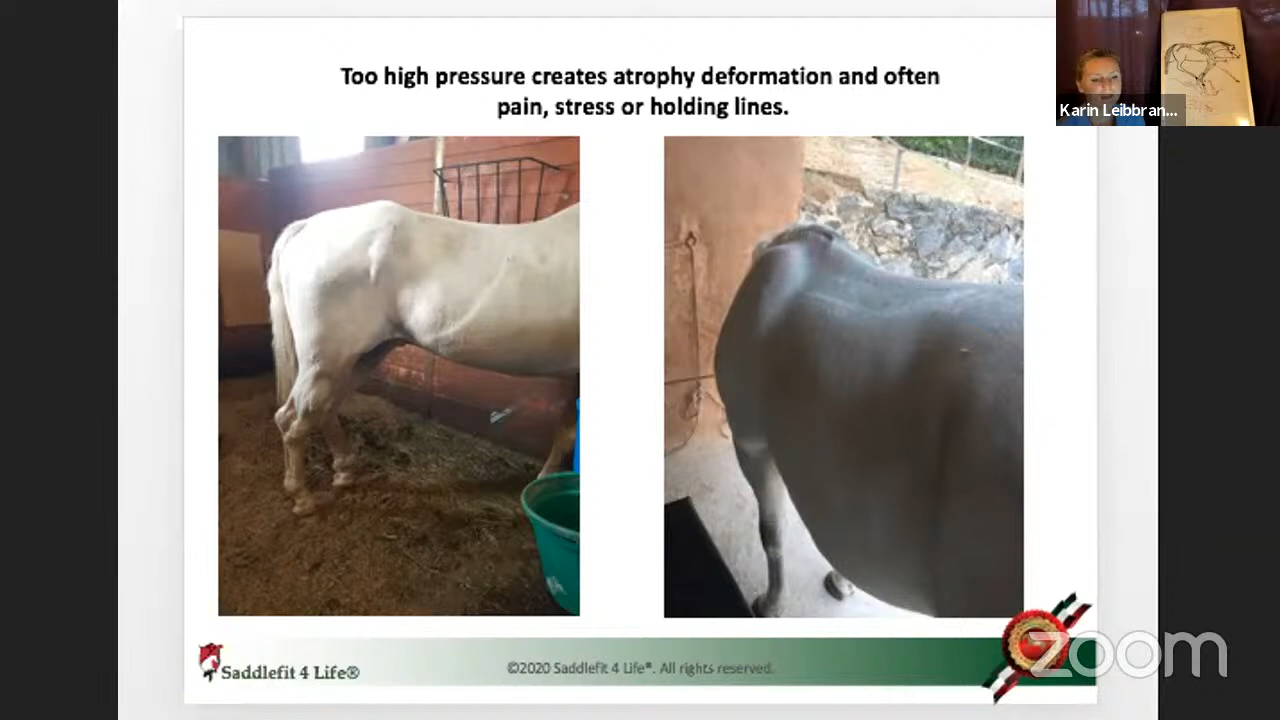 Too high pressure creates atrophy deformation and often
pain, stress or holding lines.
Karin Leibbran...
Saddlefit 4 Life®
©2020 Saddlefit 4 Life®. All rights reserved.
zoom